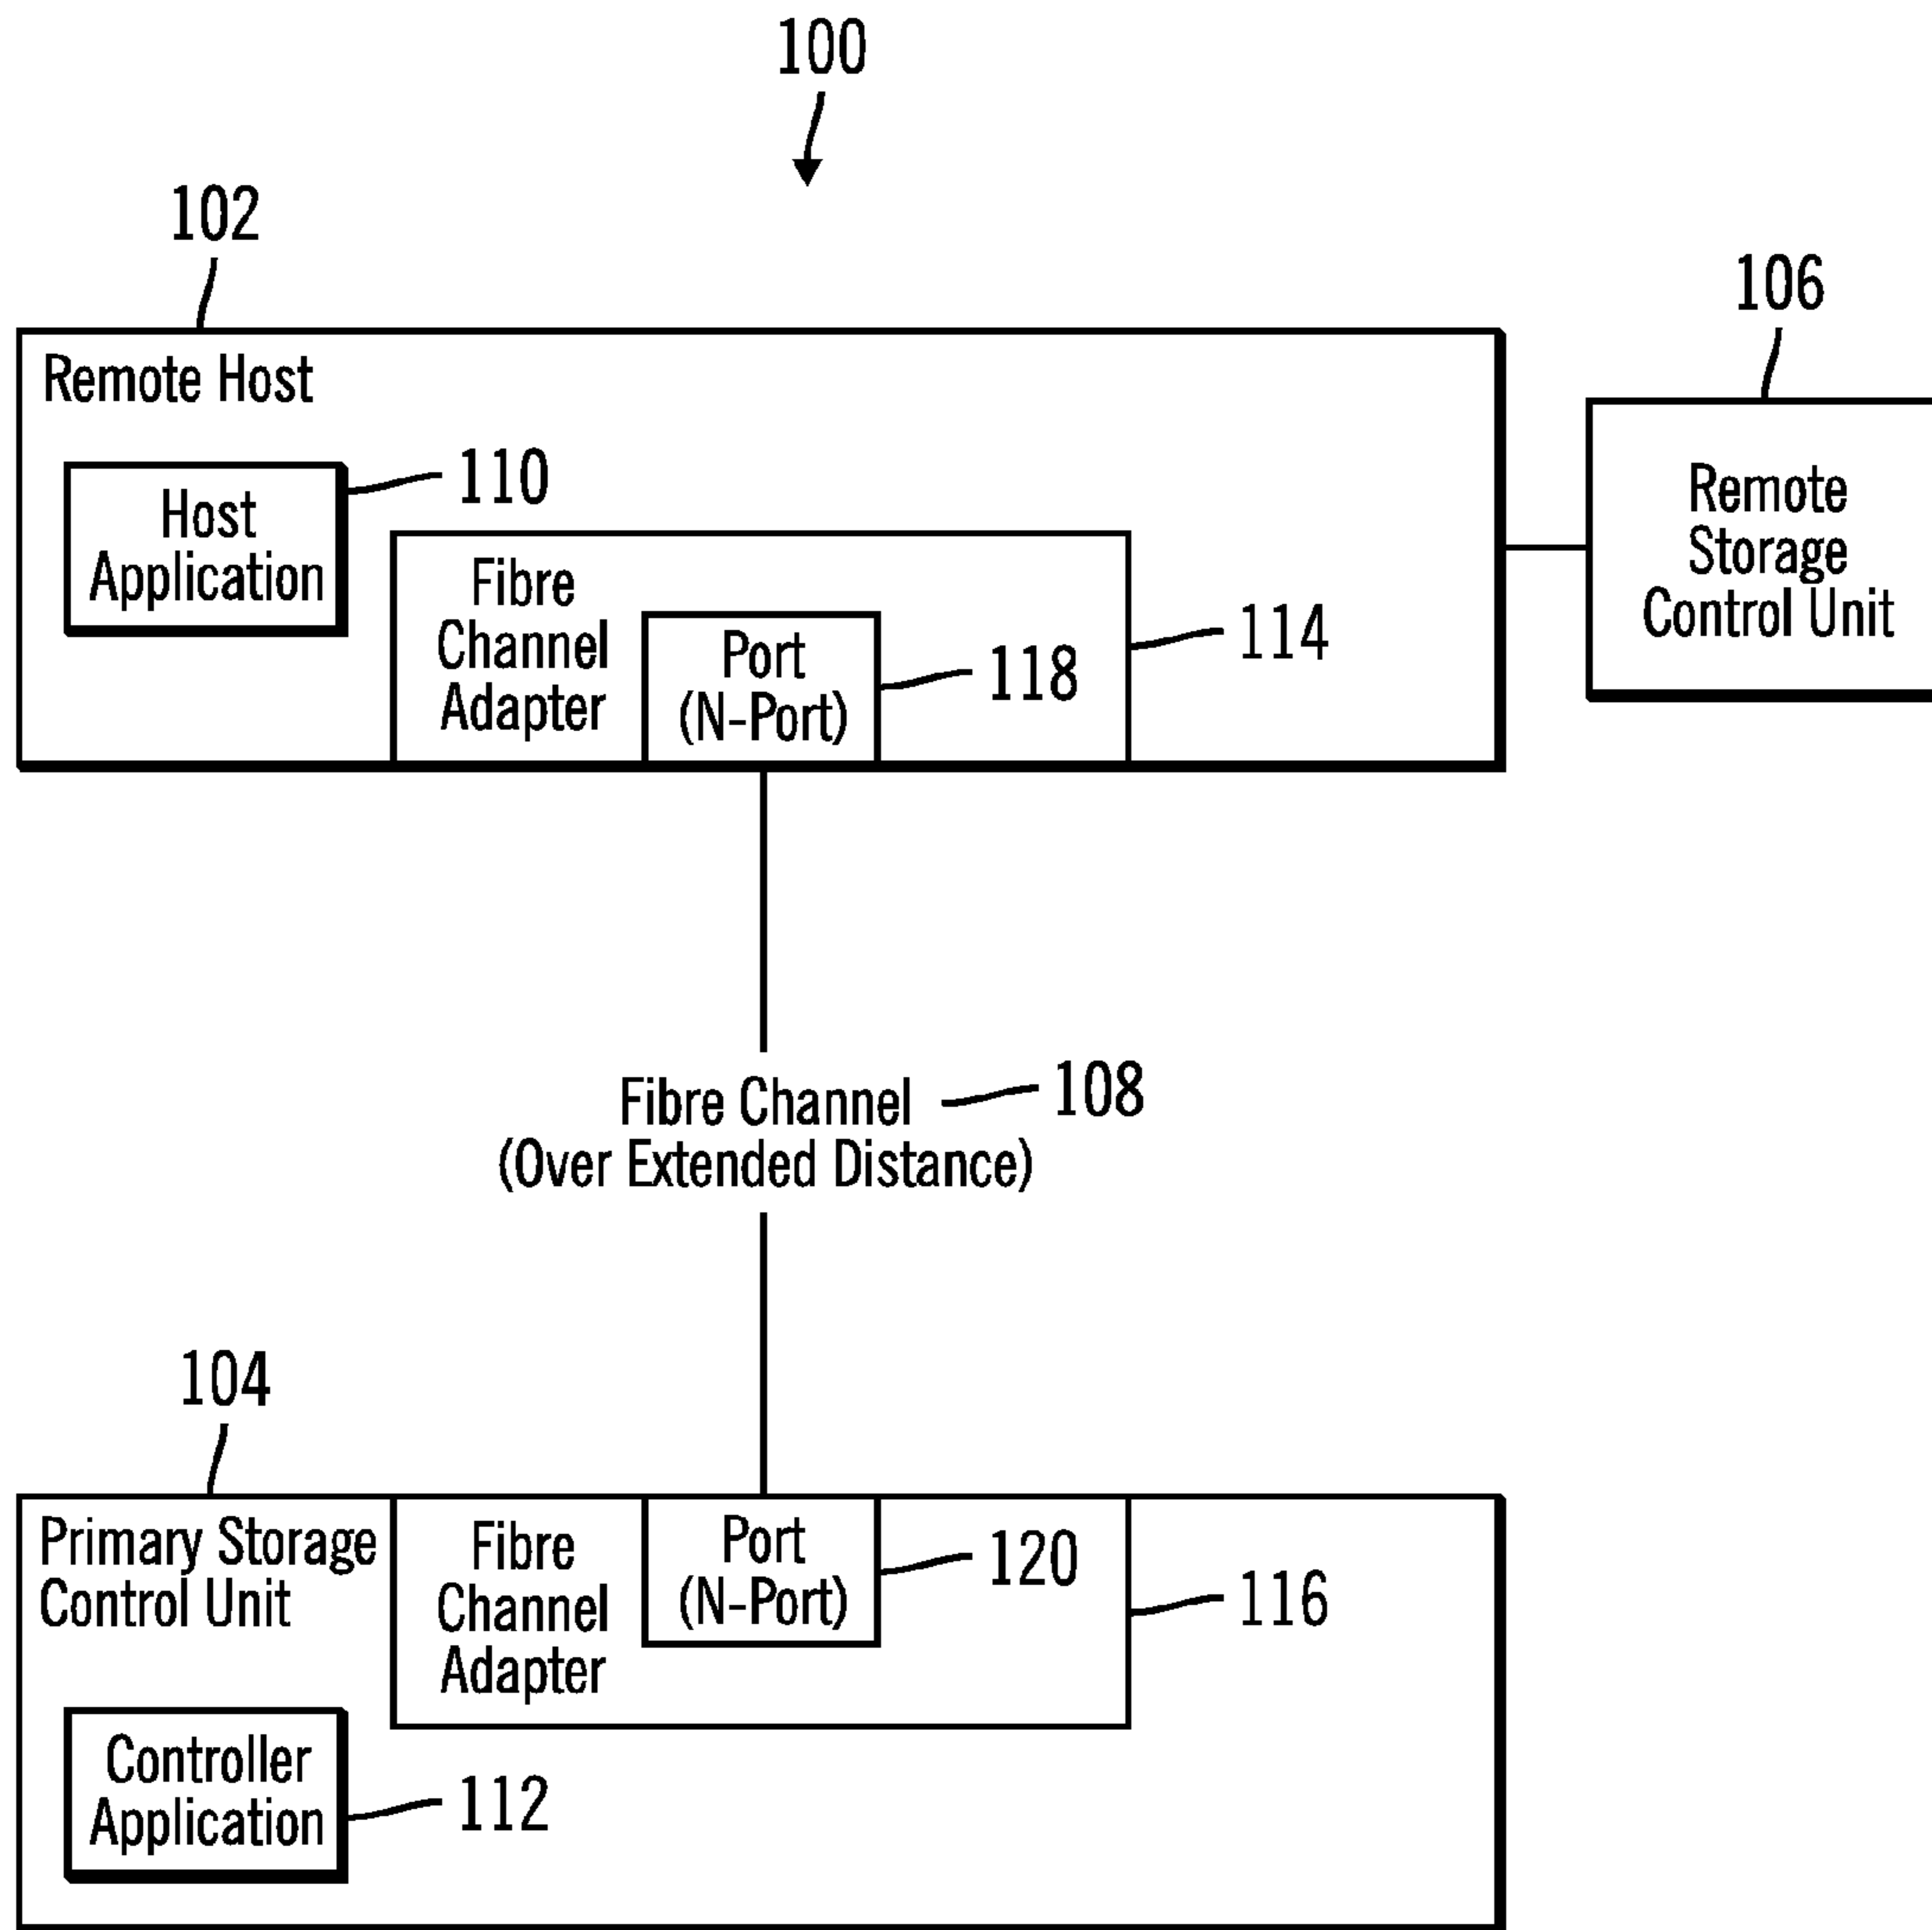 100
102
106
Remote Host
110
Host
Application
Fibre
Channel
Adapter
Port
(N-Port)
118
114
Remote
Storage
Control Unit
Fibre Channel
(Over Extended Distance)
108
104
Primary Storage
Control Unit
Fibre
Channel
Adapter
Port
(N-Port)
120
116
Controller
Application
112